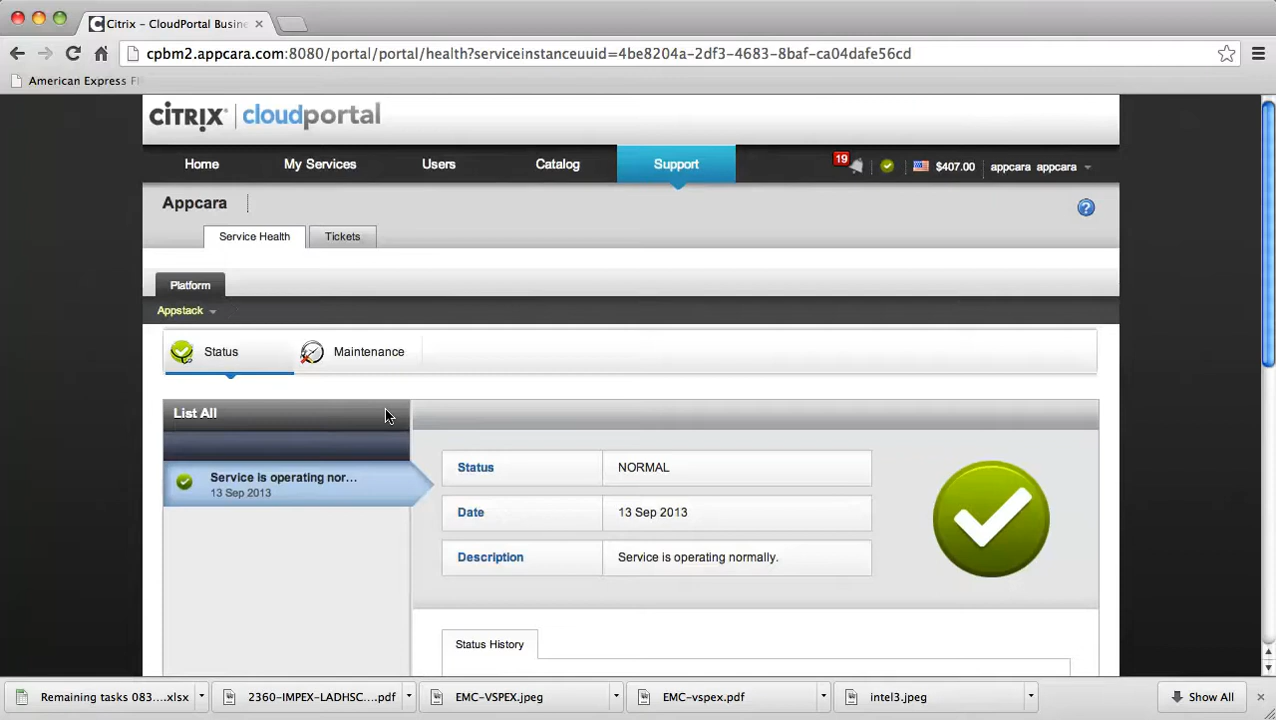 Citrix – CloudPortal Busine
cpbm2.appcara.com:8080/portal/portal/health?serviceinstanceuuid=4be8204a-2df3-4683-8baf-ca04dafe56cd
American Express F
CITRIX cloudportal
Home My Services Users Catalog Support 19 $407.00 appcara appcara
Appcara ?
Service Health Tickets
Platform
Appstack
Status Maintenance
List All
Service is operating nor...
13 Sep 2013
Status NORMAL
Date 13 Sep 2013
Description Service is operating normally.
Status History
Remaining tasks 083....xlsx 2360-IMPEX-LADHSC....pdf EMC-VSPEX.jpeg EMC-vspex.pdf intel3.jpeg Show All